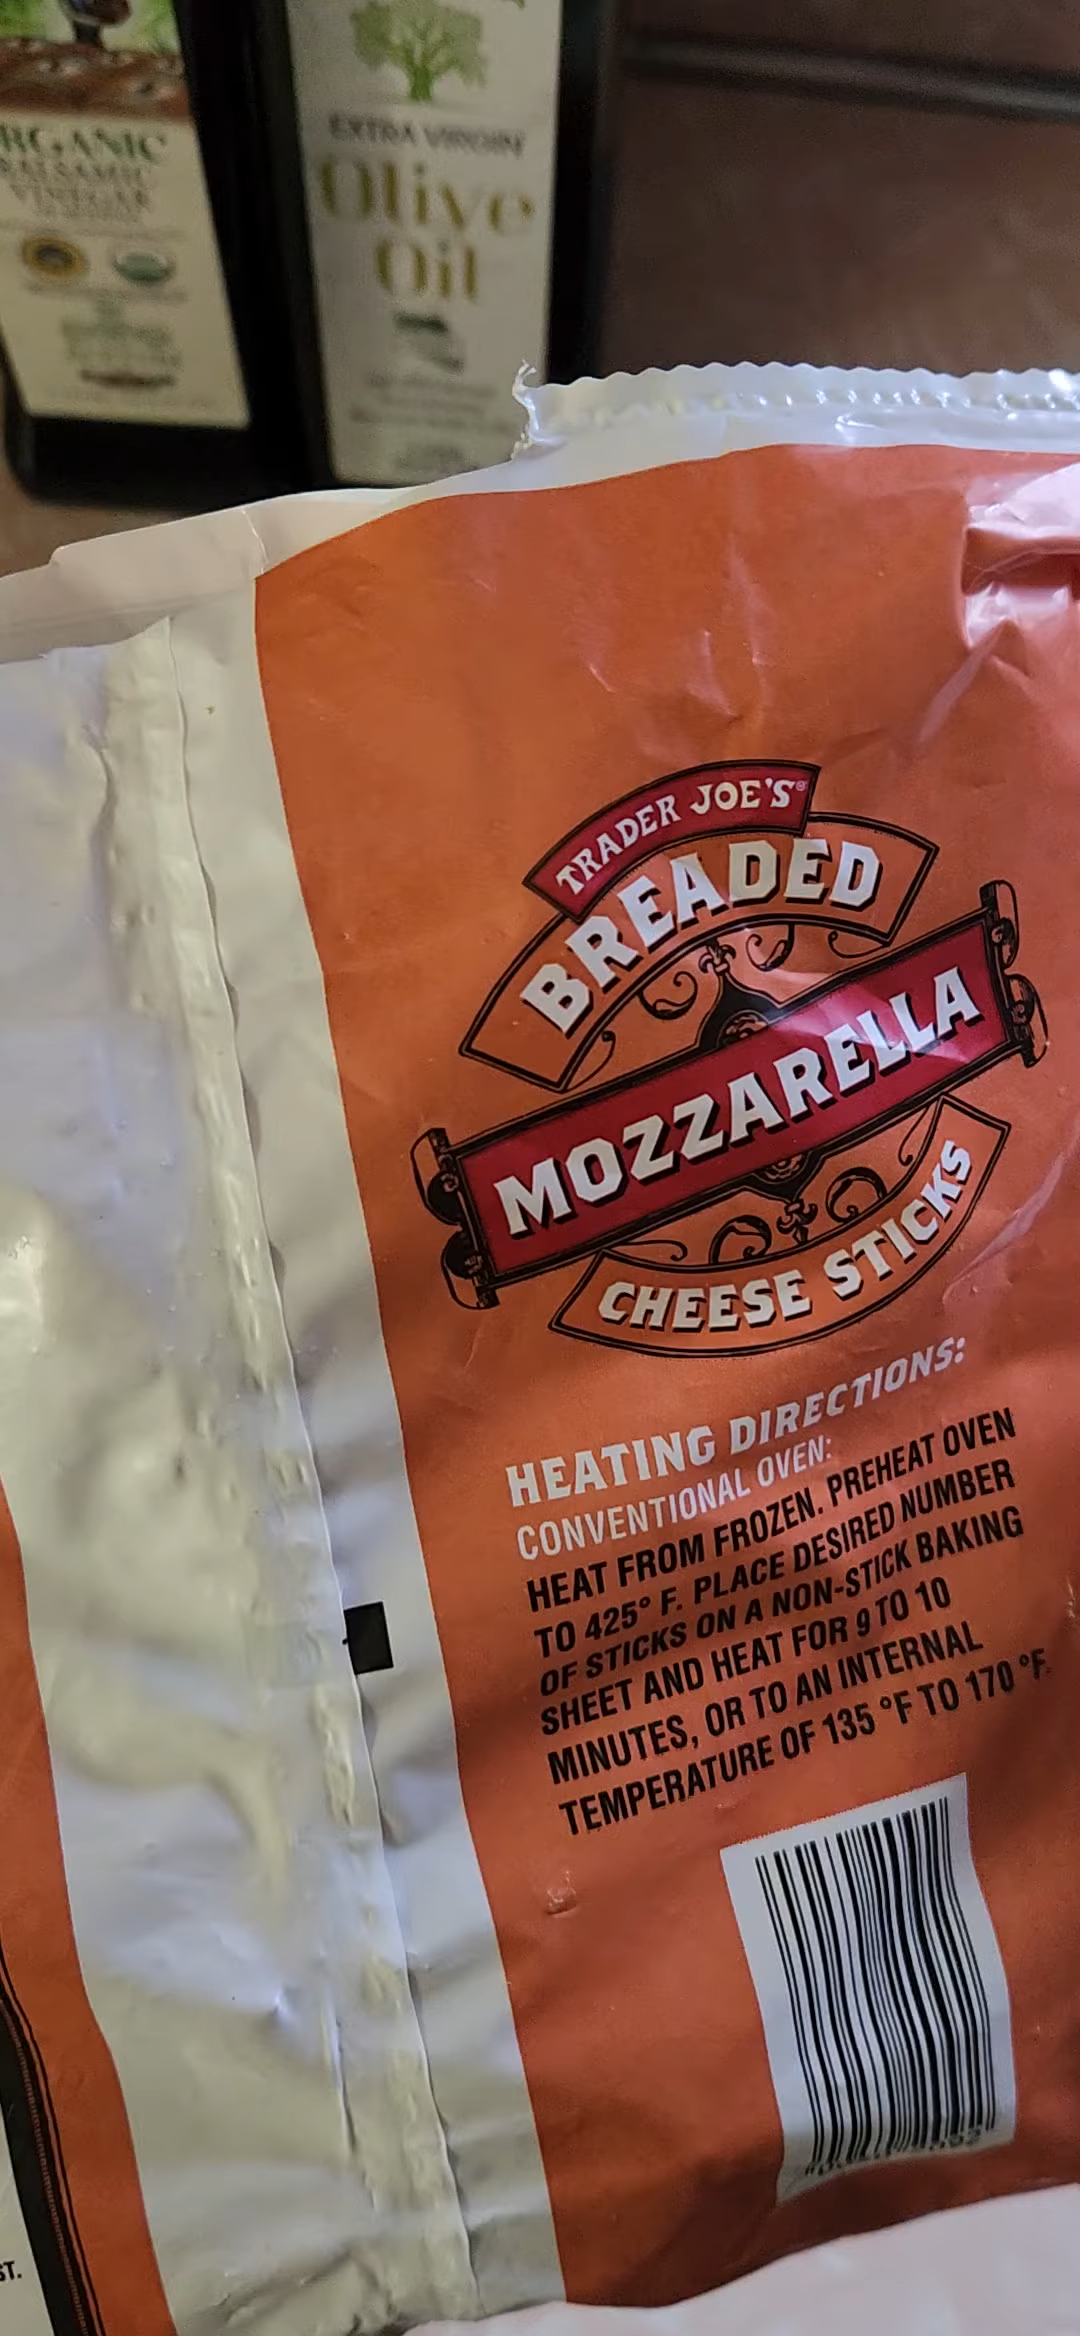 ORGANIC
BALSAMIC
VINEGAR
EXTRA VIRGIN
Olive
Oil
TRADER JOE'S®
BREADED
MOZZARELLA
CHEESE STICKS
HEATING DIRECTIONS:
CONVENTIONAL OVEN:
HEAT FROM FROZEN. PREHEAT OVEN
TO 425° F. PLACE DESIRED NUMBER
OF STICKS ON A NON-STICK BAKING
SHEET AND HEAT FOR 9 TO 10
MINUTES, OR TO AN INTERNAL
TEMPERATURE OF 135 °F TO 170 °F.
ST.